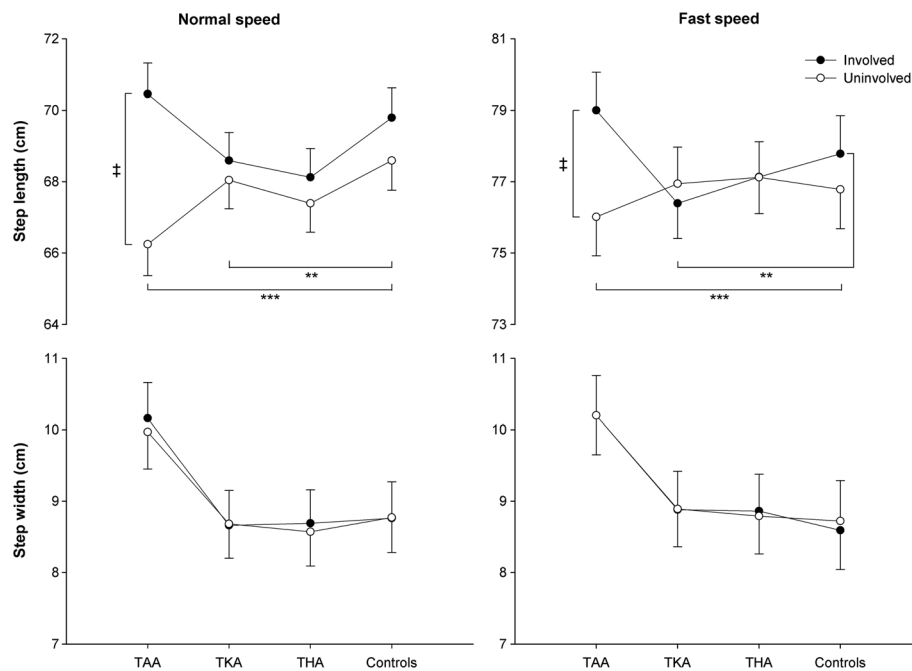 Normal speed
Fast speed
72
70
68
66
64
Step length (cm)
‡
**
***
81
79
77
75
73
‡
**
***
Involved
Uninvolved
11
10
9
8
7
Step width (cm)
TAA TKA THA Controls
TAA TKA THA Controls